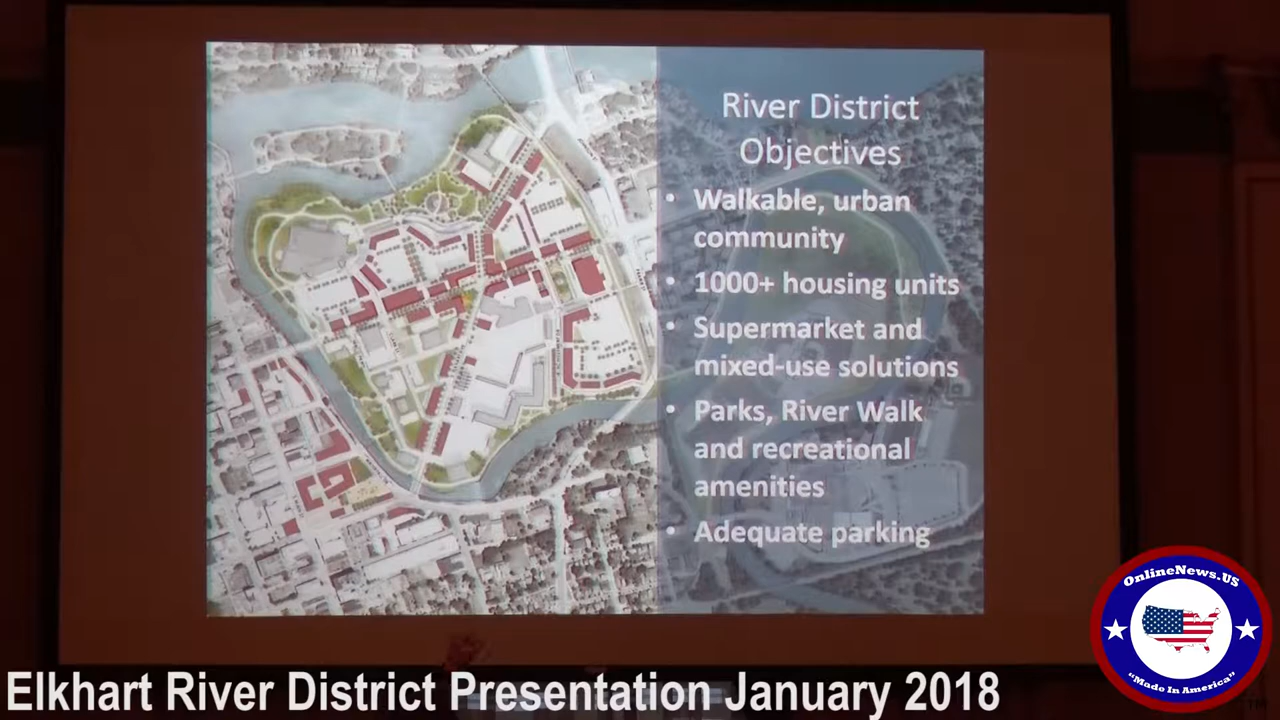 River District
Objectives
• Walkable, urban
community
• 1000+ housing units
• Supermarket and
mixed-use solutions
• Parks, River Walk
and recreational
amenities
• Adequate parking
OnlineNews.US
"Made In America"
TM
Elkhart River District Presentation January 2018